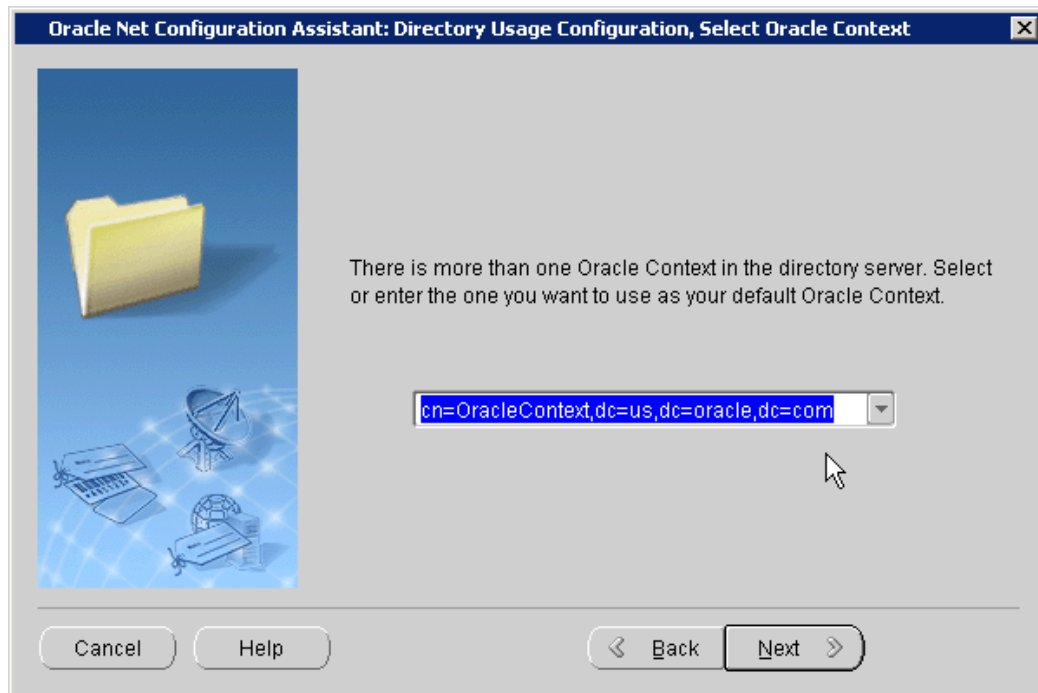 Oracle Net Configuration Assistant: Directory Usage Configuration, Select Oracle Context
There is more than one Oracle Context in the directory server. Select
or enter the one you want to use as your default Oracle Context.
cn=OracleContext,dc=us,dc=oracle,dc=com
Cancel
Help
Back
Next